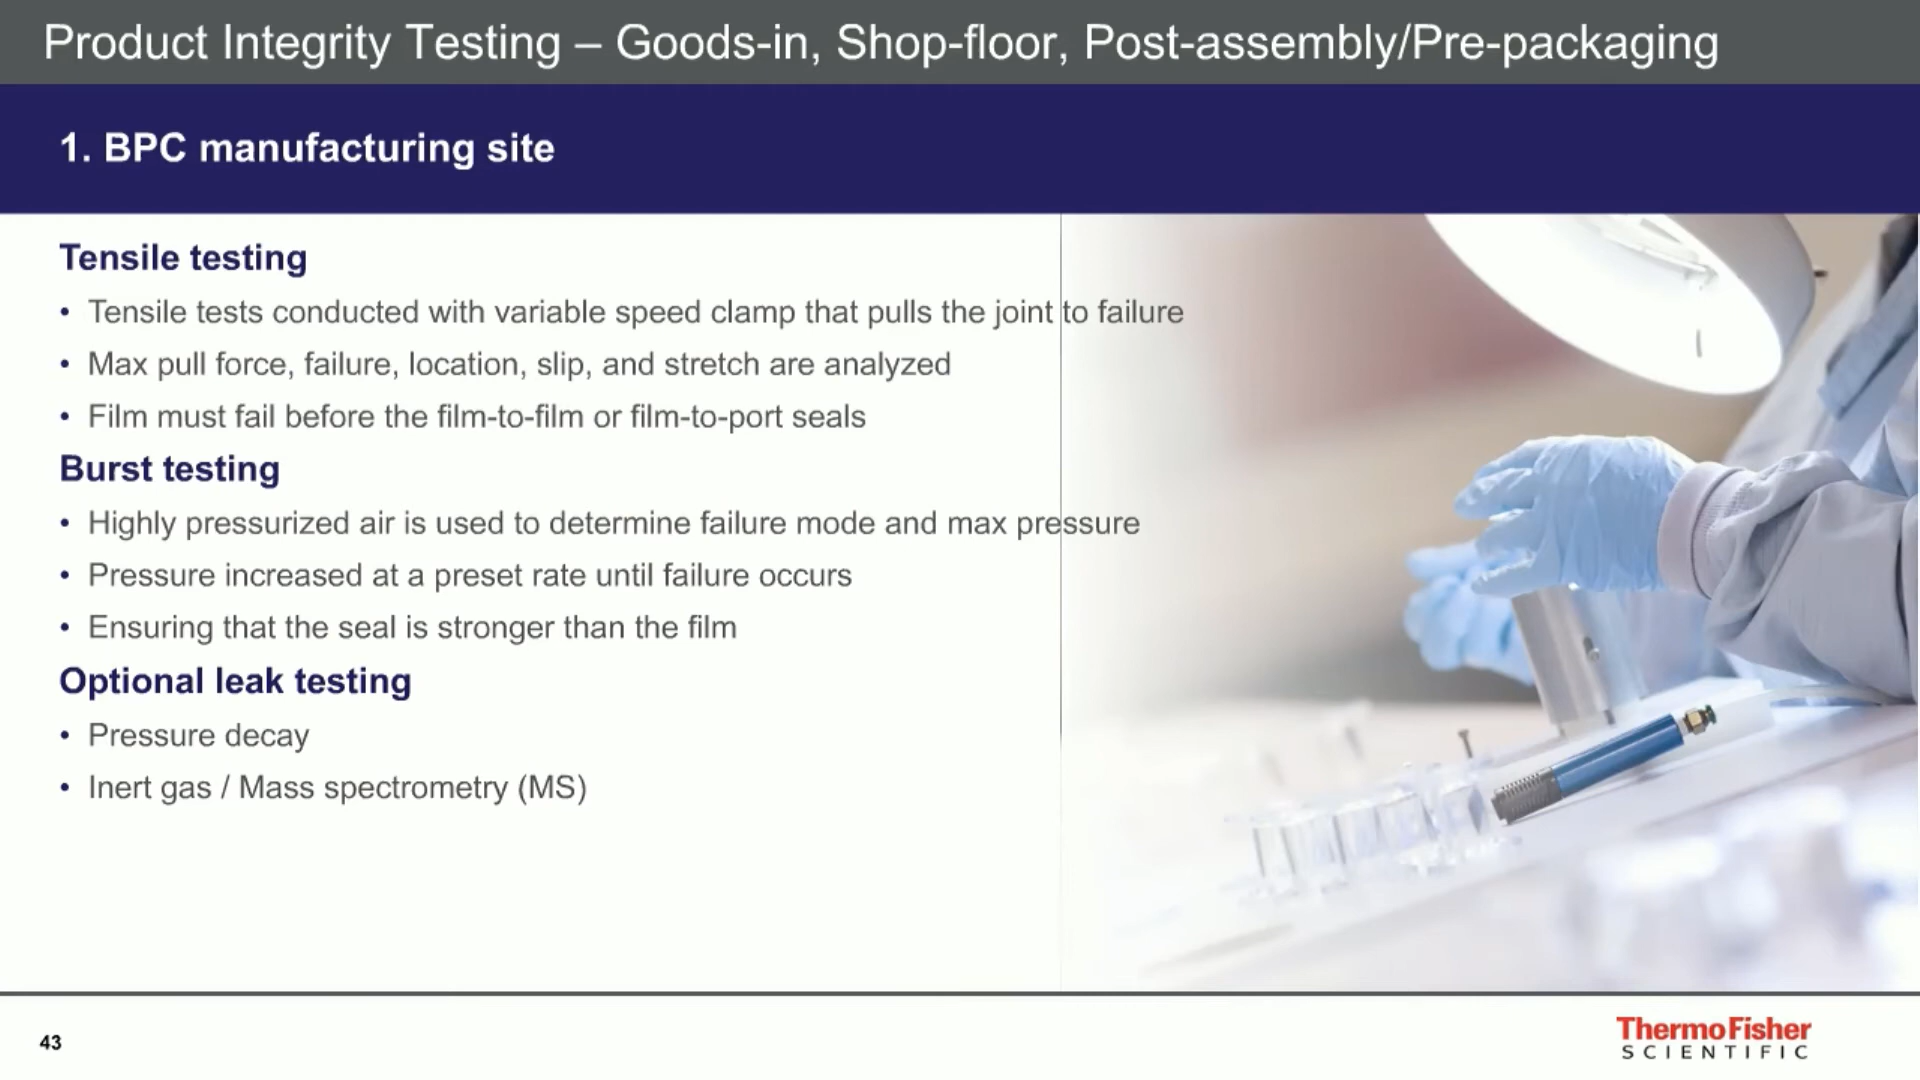 Product Integrity Testing – Goods-in, Shop-floor, Post-assembly/Pre-packaging
1. BPC manufacturing site
Tensile testing
• Tensile tests conducted with variable speed clamp that pulls the joint to failure
• Max pull force, failure, location, slip, and stretch are analyzed
• Film must fail before the film-to-film or film-to-port seals
Burst testing
• Highly pressurized air is used to determine failure mode and max pressure
• Pressure increased at a preset rate until failure occurs
• Ensuring that the seal is stronger than the film
Optional leak testing
• Pressure decay
• Inert gas / Mass spectrometry (MS)
43
ThermoFisher
SCIENTIFIC